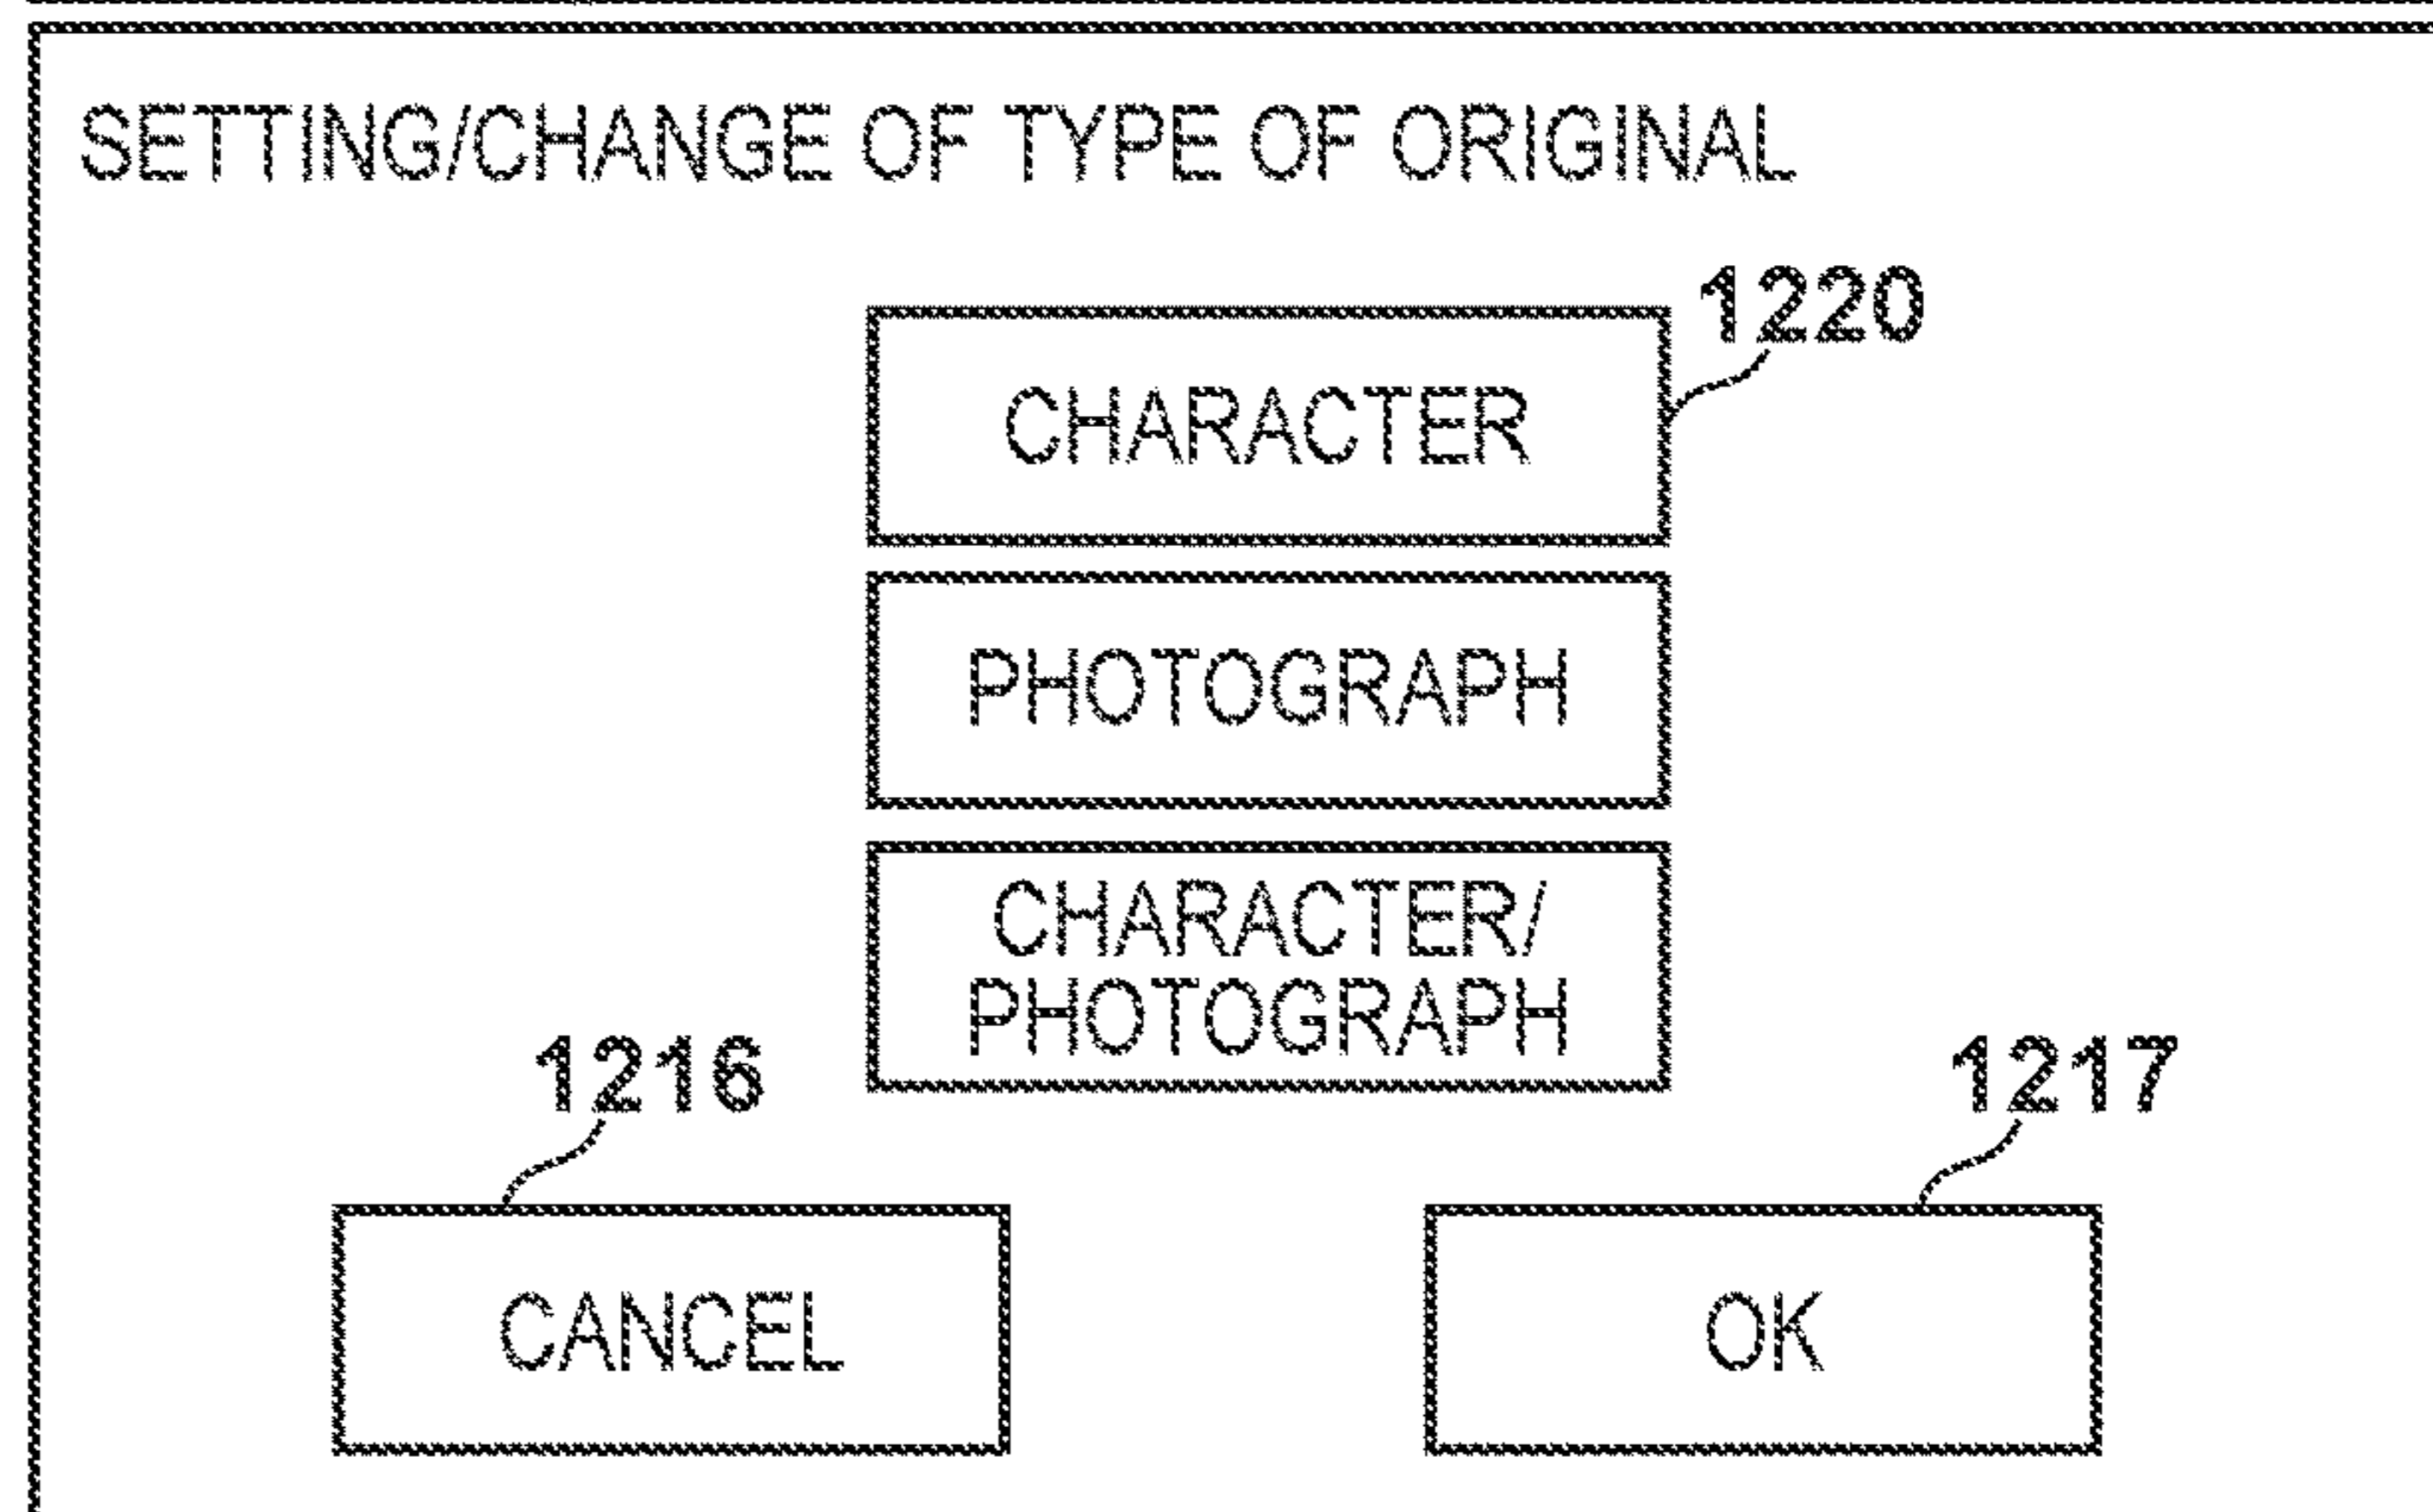 SETTING/CHANGE OF TYPE OF ORIGINAL
1220
CHARACTER
PHOTOGRAPH
CHARACTER/
PHOTOGRAPH
1216
1217
CANCEL
OK